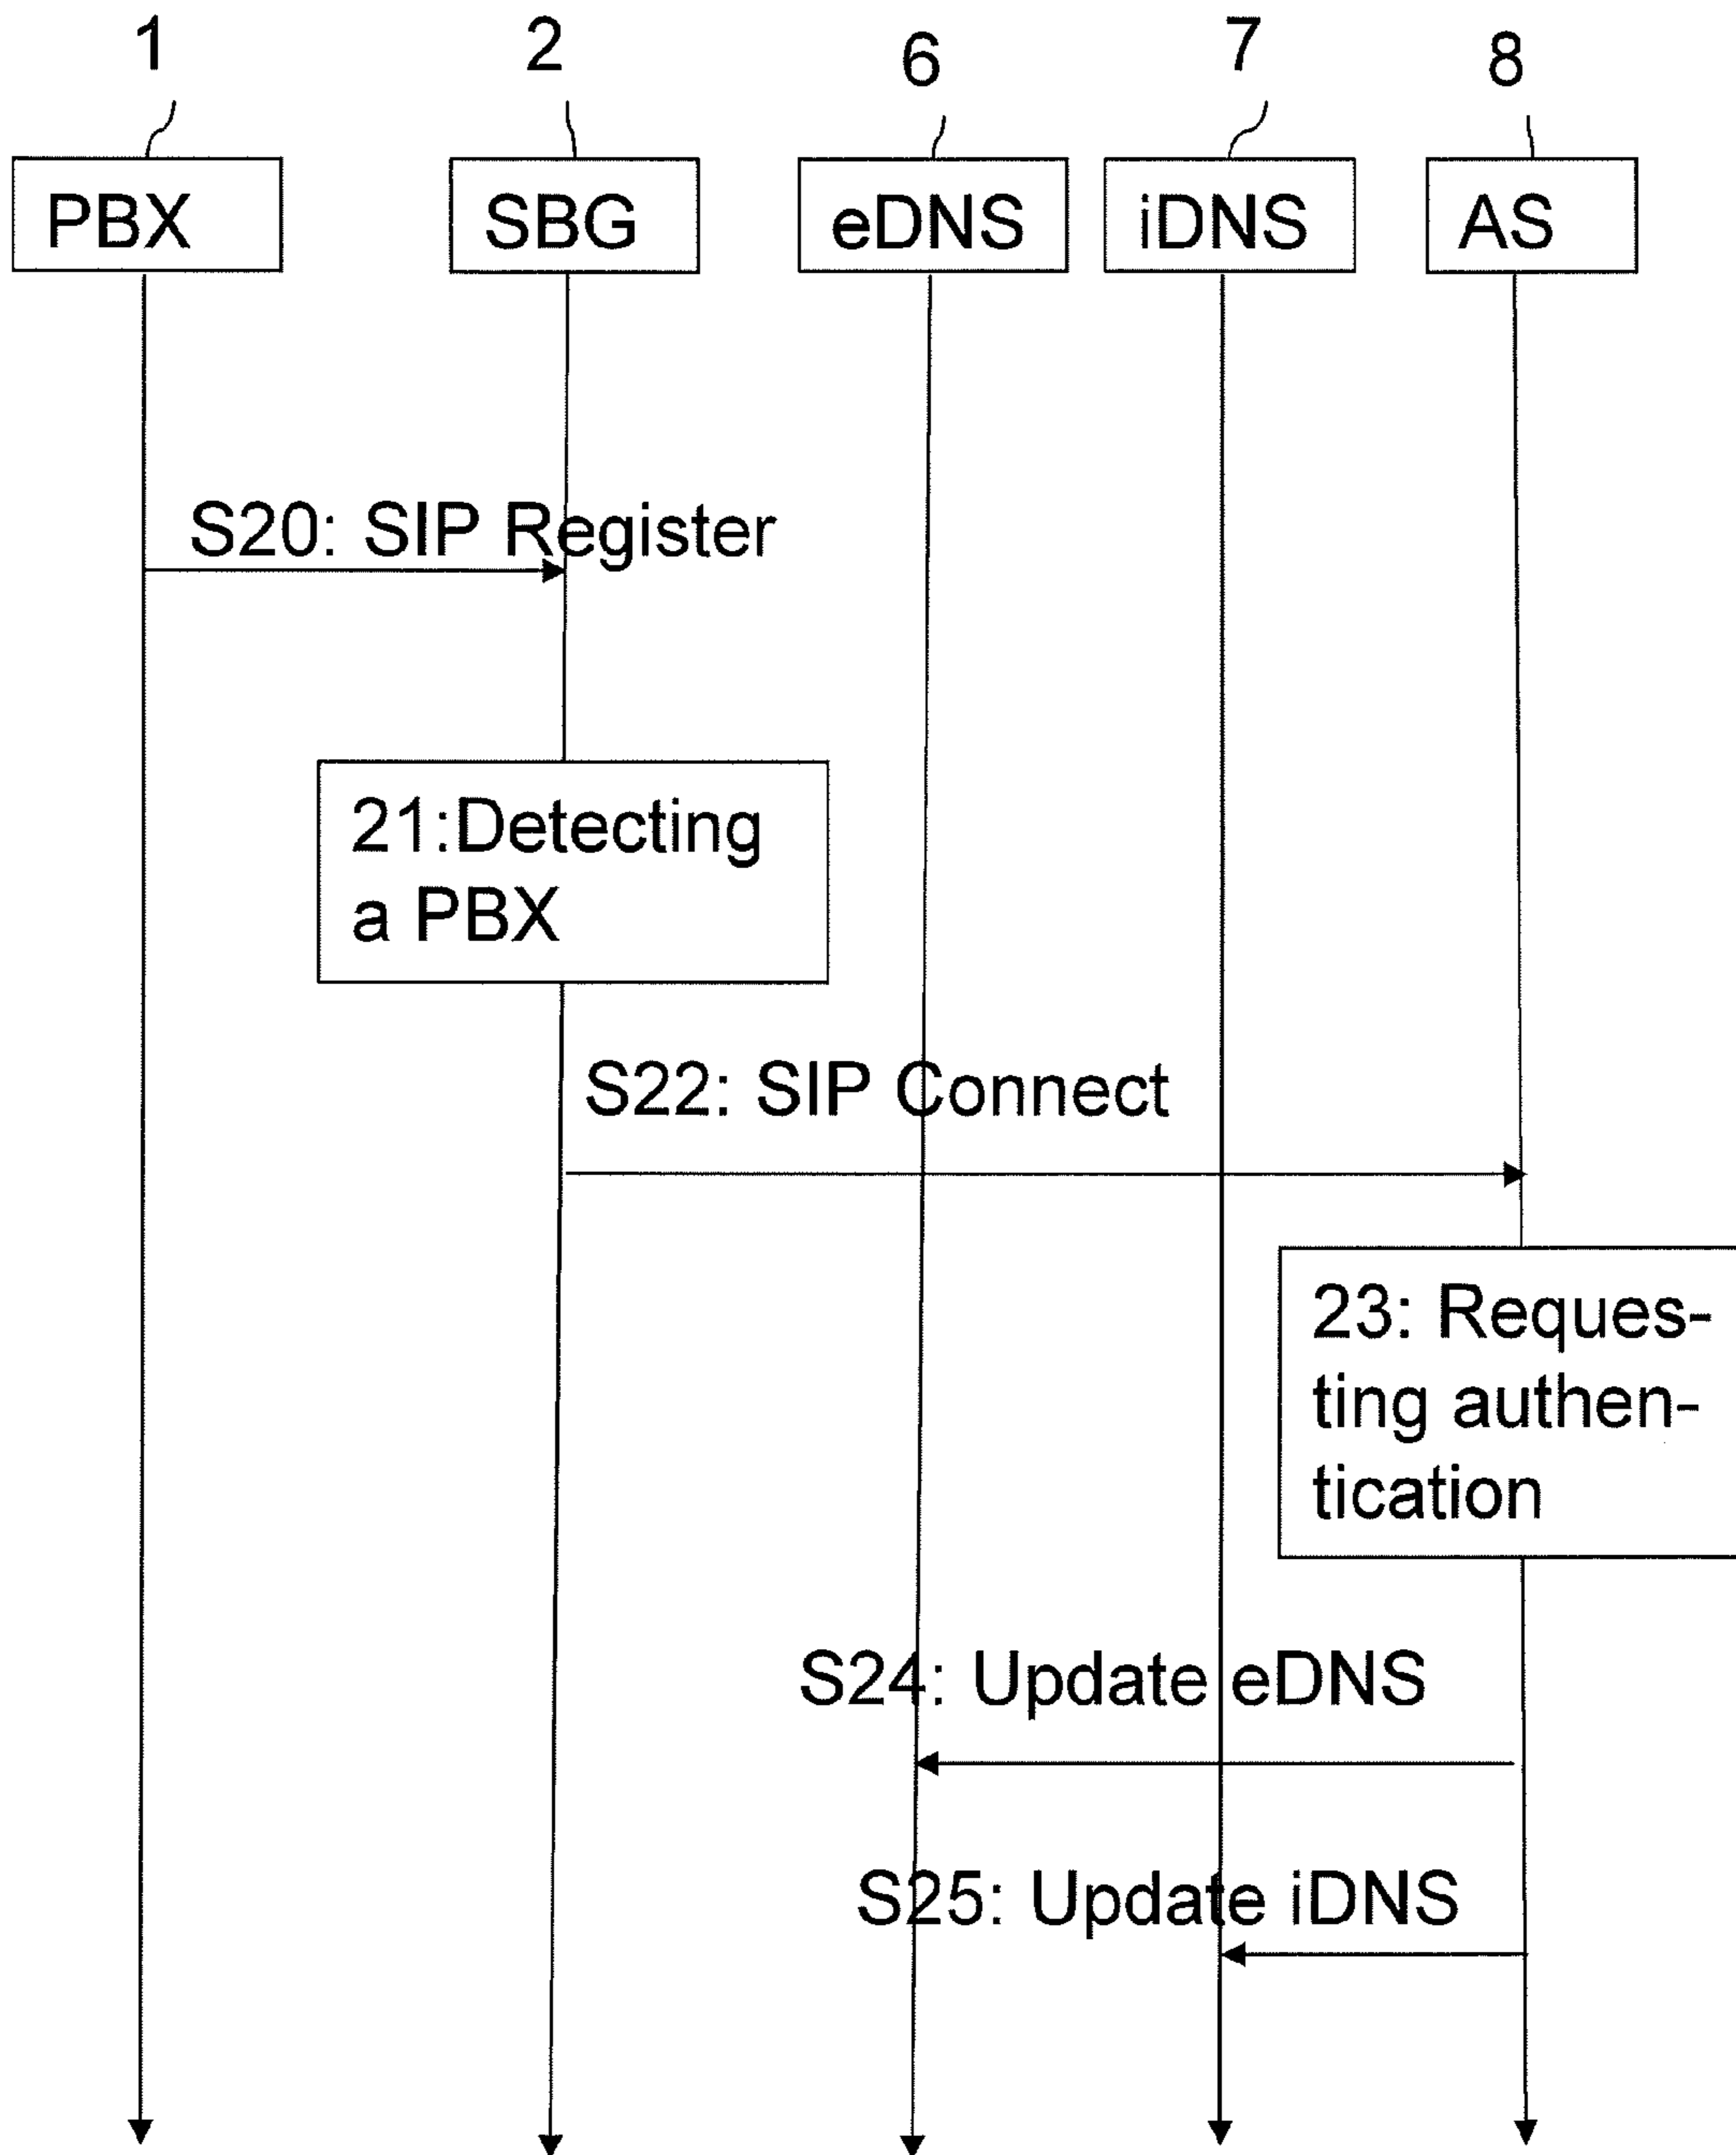 1 2 6 7 8
PBX SBG eDNS iDNS AS
S20: SIP Register
21:Detecting
a PBX
S22: SIP Connect
23: Reques-
ting authen-
tication
S24: Update eDNS
S25: Update iDNS